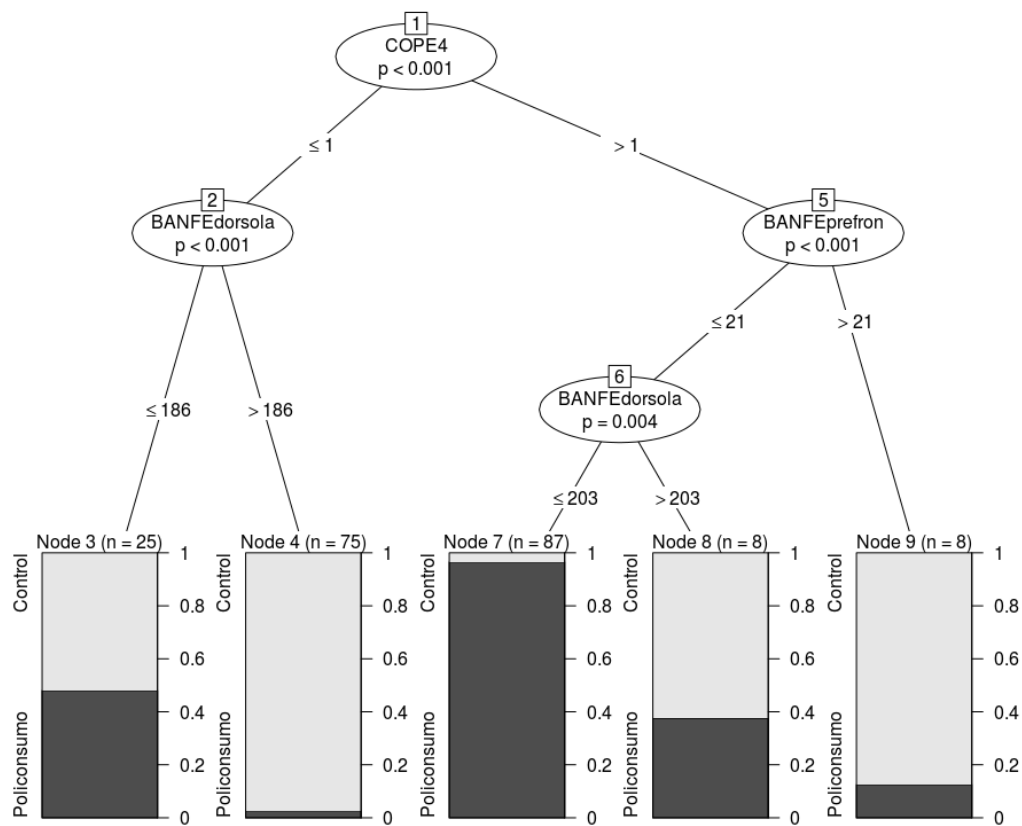 1
COPE4
p < 0.001
≤ 1
> 1
2
BANFEdorsola
p < 0.001
5
BANFEprefron
p < 0.001
≤ 21
> 21
6
BANFEdorsola
p = 0.004
≤ 186
> 186
≤ 203
> 203
Node 3 (n = 25)
Control
Policonsumo
1
0.8
0.6
0.4
0.2
0
Node 4 (n = 75)
Control
Policonsumo
1
0.8
0.6
0.4
0.2
0
Node 7 (n = 87)
Control
Policonsumo
1
0.8
0.6
0.4
0.2
0
Node 8 (n = 8)
Control
Policonsumo
1
0.8
0.6
0.4
0.2
0
Node 9 (n = 8)
Control
Policonsumo
1
0.8
0.6
0.4
0.2
0